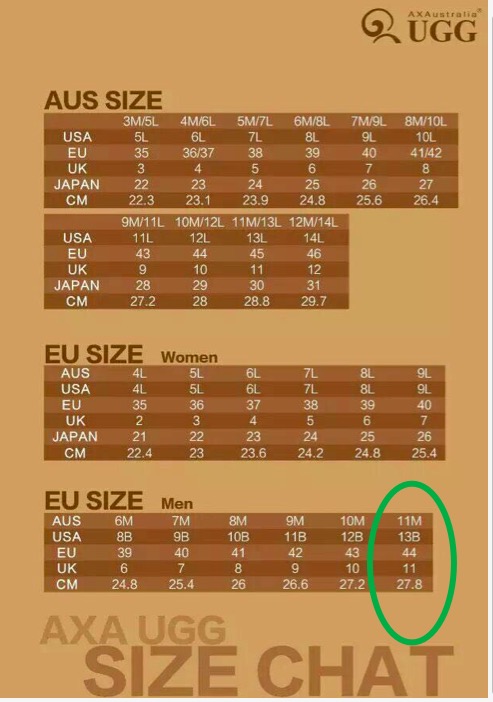 AXAustralia®
UGG
AUS SIZE
3M/5L 4M/6L 5M/7L 6M/8L 7M/9L 8M/10L
USA 5L 6L 7L 8L 9L 10L
EU 35 36/37 38 39 40 41/42
UK 3 4 5 6 7 8
JAPAN 22 23 24 25 26 27
CM 22.3 23.1 23.9 24.8 25.6 26.4
9M/11L 10M/12L 11M/13L 12M/14L
USA 11L 12L 13L 14L
EU 43 44 45 46
UK 9 10 11 12
JAPAN 28 29 30 31
CM 27.2 28 28.8 29.7
EU SIZE Women
AUS 4L 5L 6L 7L 8L 9L
USA 4L 5L 6L 7L 8L 9L
EU 35 36 37 38 39 40
UK 2 3 4 5 6 7
JAPAN 21 22 23 24 25 26
CM 22.4 23 23.6 24.2 24.8 25.4
EU SIZE Men
AUS 6M 7M 8M 9M 10M 11M
USA 8B 9B 10B 11B 12B 13B
EU 39 40 41 42 43 44
UK 6 7 8 9 10 11
CM 24.8 25.4 26 26.6 27.2 27.8
AXA UGG
SIZE CHAT